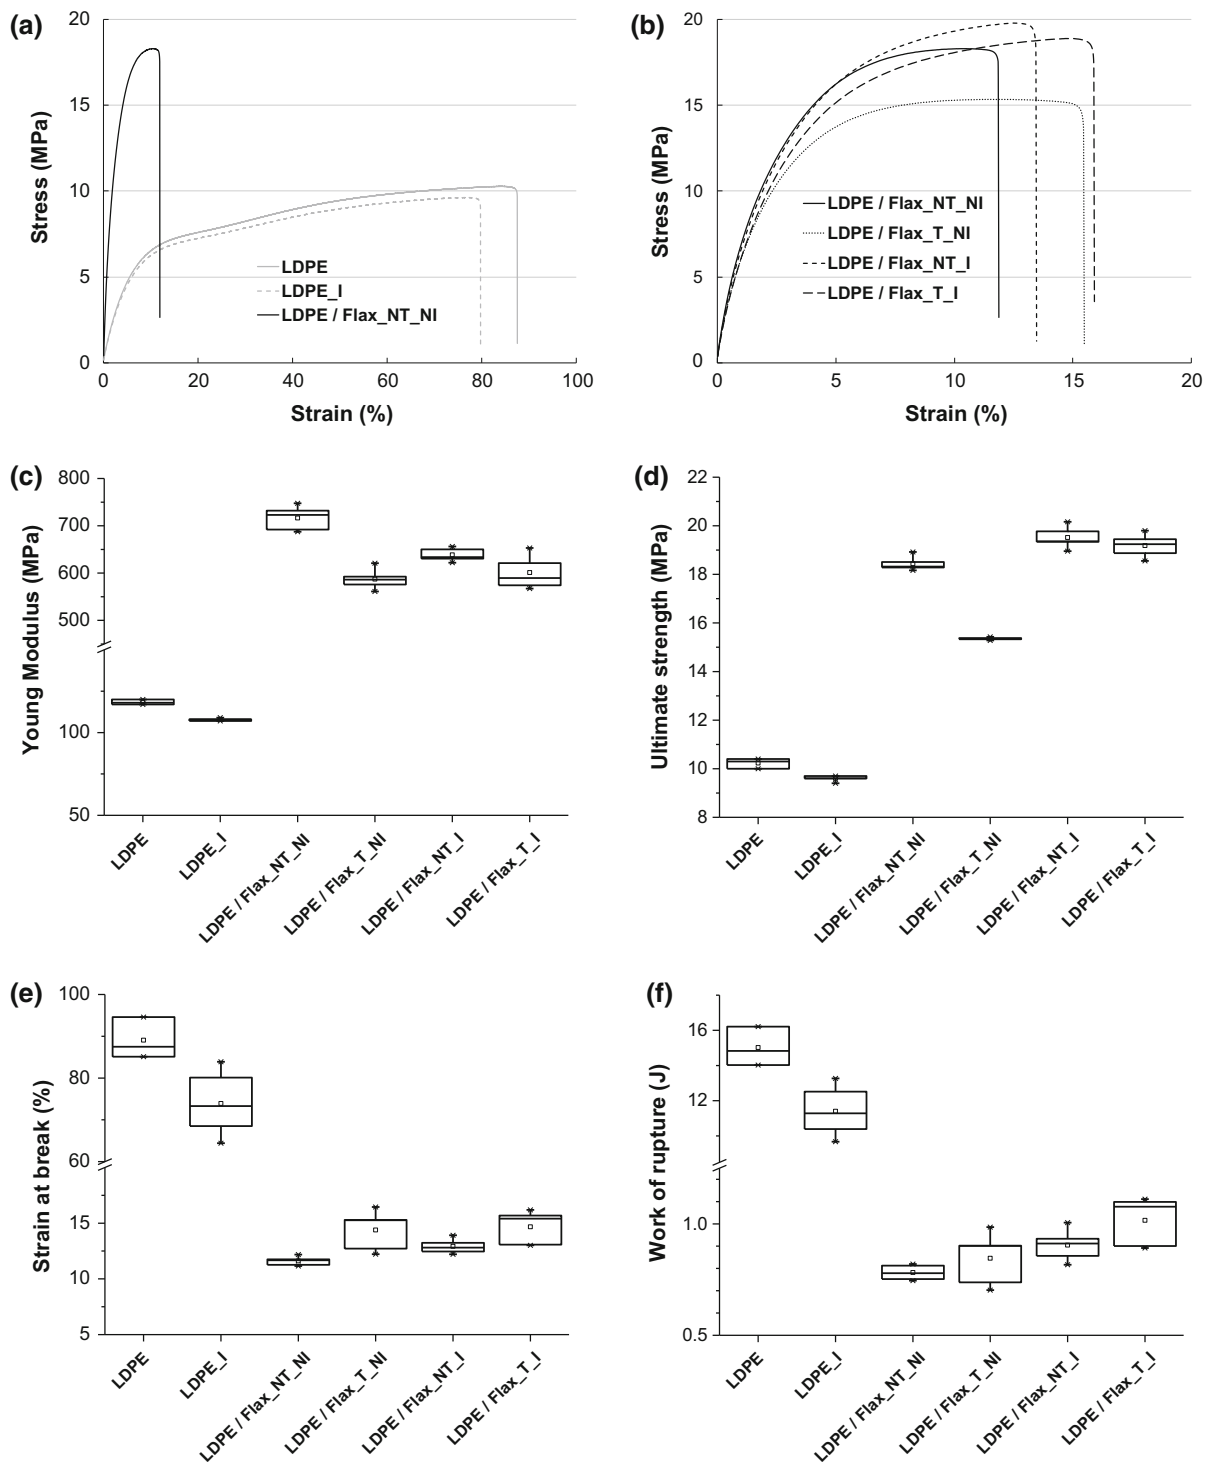 (a)
20
15
10
5
0
Stress (MPa)
0 20 40 60 80 100
Strain (%)
LDPE
LDPE_I
LDPE / Flax_NT_NI
(b)
20
15
10
5
0
Stress (MPa)
0 5 10 15 20
Strain (%)
LDPE / Flax_NT_NI
LDPE / Flax_T_NI
LDPE / Flax_NT_I
LDPE / Flax_T_I
(c)
800
700
600
500
100
50
Young Modulus (MPa)
LDPE
LDPE_I
LDPE / Flax_NT_NI
LDPE / Flax_T_NI
LDPE / Flax_NT_I
LDPE / Flax_T_I
(d)
22
20
18
16
14
12
10
8
Ultimate strength (MPa)
LDPE
LDPE_I
LDPE / Flax_NT_NI
LDPE / Flax_T_NI
LDPE / Flax_NT_I
LDPE / Flax_T_I
(e)
100
80
60
15
10
5
Strain at break (%)
LDPE
LDPE_I
LDPE / Flax_NT_NI
LDPE / Flax_T_NI
LDPE / Flax_NT_I
LDPE / Flax_T_I
(f)
16
12
1.0
0.5
Work of rupture (J)
LDPE
LDPE_I
LDPE / Flax_NT_NI
LDPE / Flax_T_NI
LDPE / Flax_NT_I
LDPE / Flax_T_I